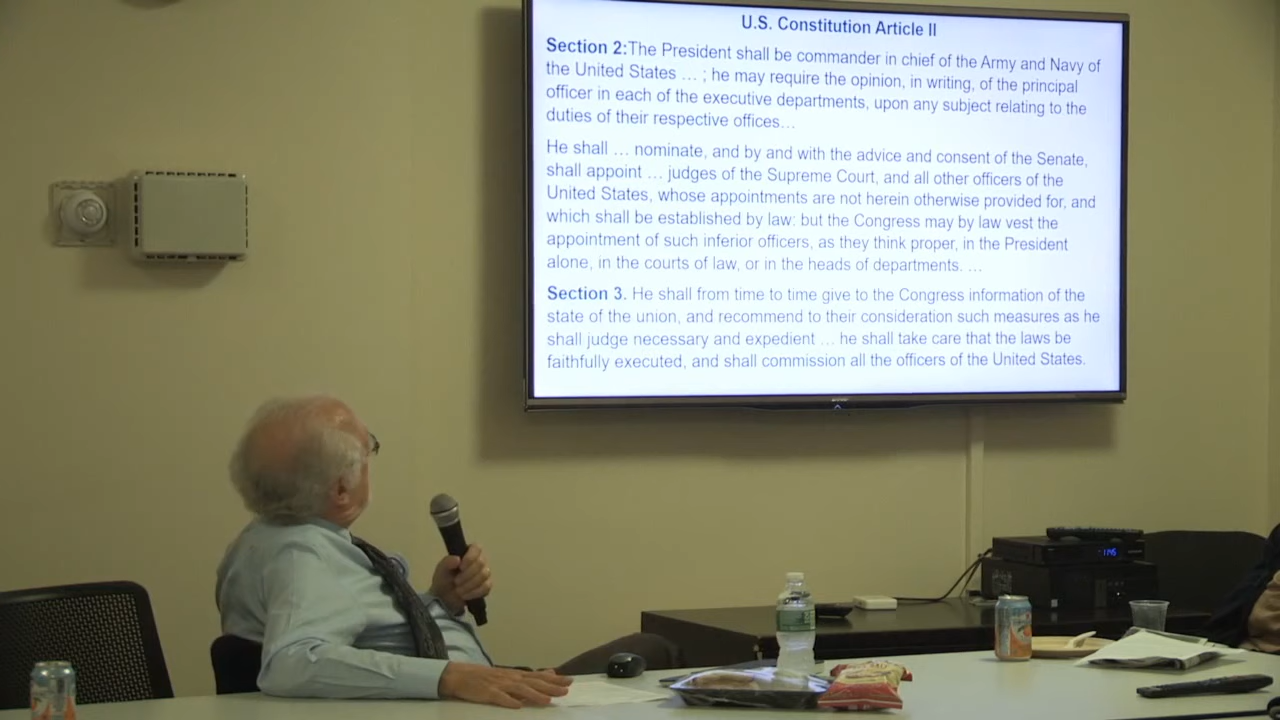 U.S. Constitution Article II
Section 2:The President shall be commander in chief of the Army and Navy of
the United States … ; he may require the opinion, in writing, of the principal
officer in each of the executive departments, upon any subject relating to the
duties of their respective offices…
He shall … nominate, and by and with the advice and consent of the Senate,
shall appoint … judges of the Supreme Court, and all other officers of the
United States, whose appointments are not herein otherwise provided for, and
which shall be established by law: but the Congress may by law vest the
appointment of such inferior officers, as they think proper, in the President
alone, in the courts of law, or in the heads of departments. …
Section 3. He shall from time to time give to the Congress information of the
state of the union, and recommend to their consideration such measures as he
shall judge necessary and expedient … he shall take care that the laws be
faithfully executed, and shall commission all the officers of the United States.